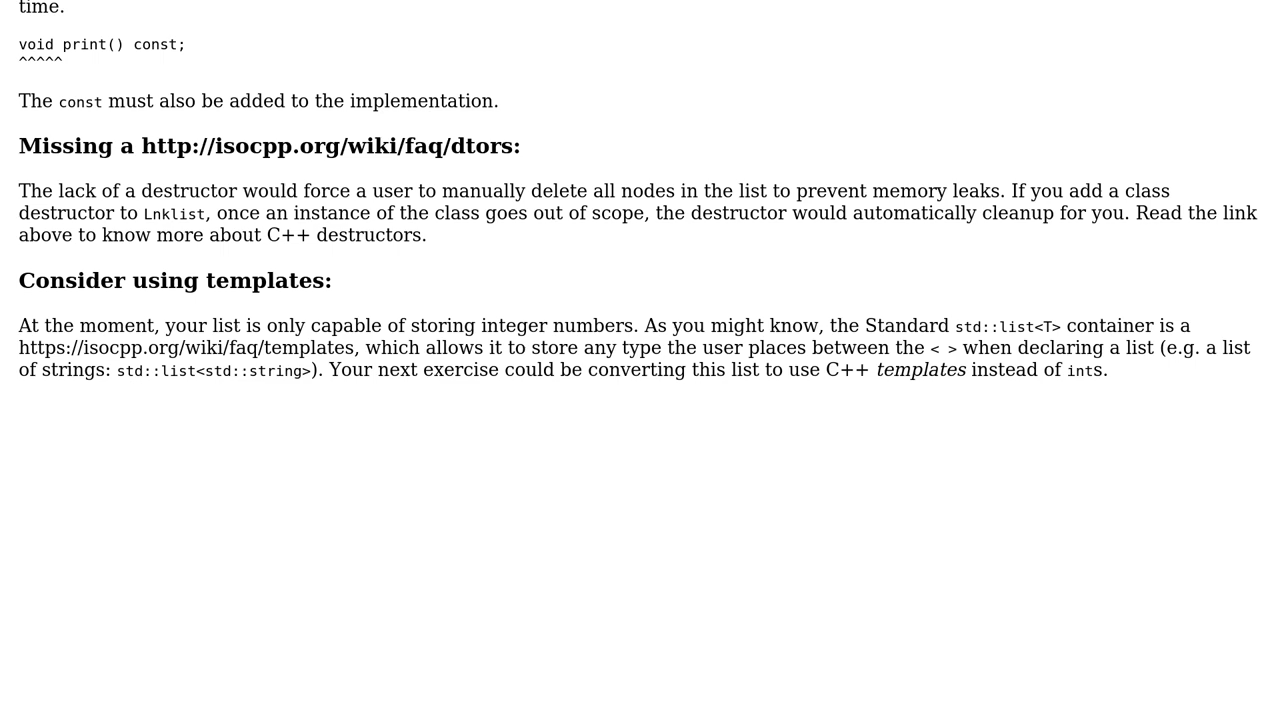 time.
void print() const;
^^^^^
The const must also be added to the implementation.
Missing a http://isocpp.org/wiki/faq/dtors:
The lack of a destructor would force a user to manually delete all nodes in the list to prevent memory leaks. If you add a class
destructor to Lnklist, once an instance of the class goes out of scope, the destructor would automatically cleanup for you. Read the link
above to know more about C++ destructors.
Consider using templates:
At the moment, your list is only capable of storing integer numbers. As you might know, the Standard std::list<T> container is a
https://isocpp.org/wiki/faq/templates, which allows it to store any type the user places between the < > when declaring a list (e.g. a list
of strings: std::list<std::string>). Your next exercise could be converting this list to use C++ templates instead of ints.